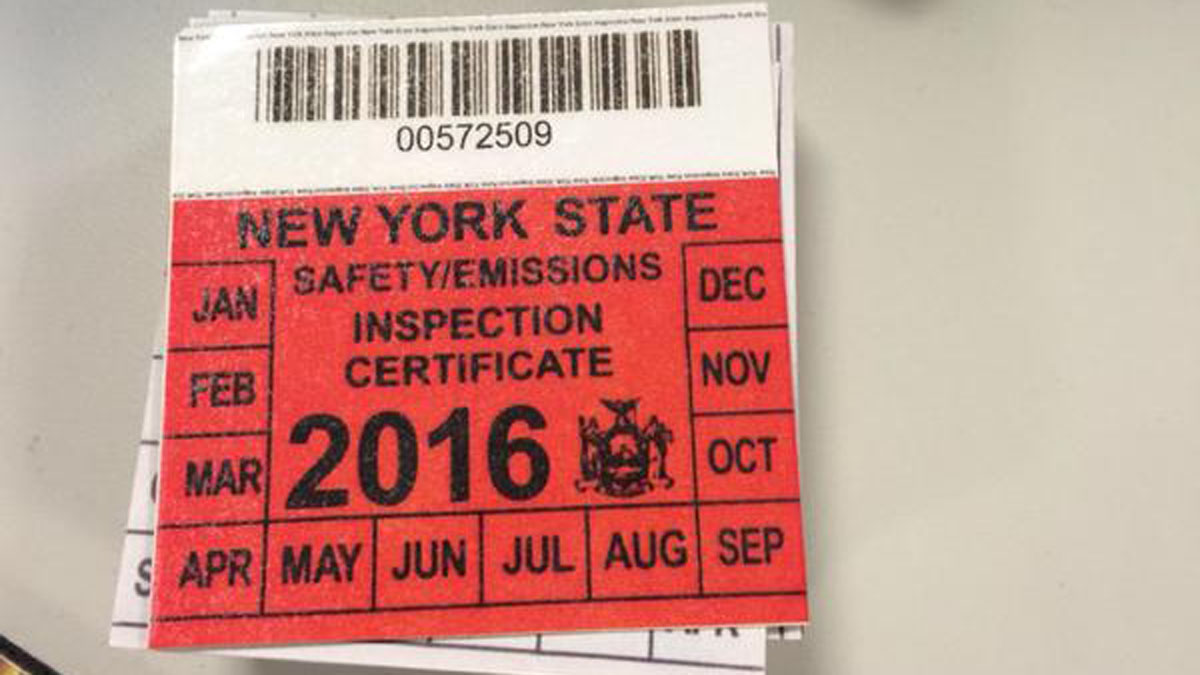 00572509
NEW YORK STATE
SAFETY/EMISSIONS
INSPECTION
CERTIFICATE
2016
JAN
FEB
MAR
APR
MAY
JUN
JUL
AUG
SEP
OCT
NOV
DEC